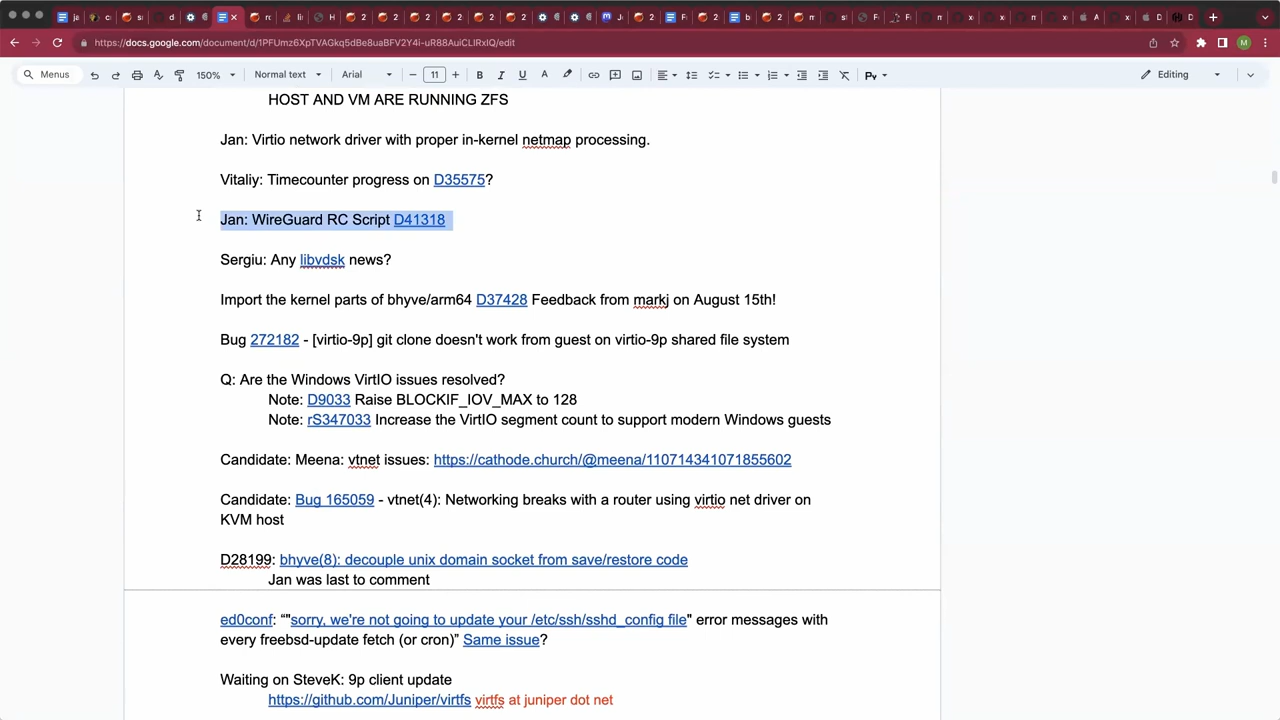 https://docs.google.com/document/d/1PFUmz6XpTVAGkq5dBe8uaBFV2Y4i-uR88AuiCLIRxIQ/edit
M
Menus
150%
Normal text
Arial
11
Editing
HOST AND VM ARE RUNNING ZFS
Jan: Virtio network driver with proper in-kernel netmap processing.
Vitaliy: Timecounter progress on D35575?
Jan: WireGuard RC Script D41318
Sergiu: Any libvdsk news?
Import the kernel parts of bhyve/arm64 D37428 Feedback from markj on August 15th!
Bug 272182 - [virtio-9p] git clone doesn't work from guest on virtio-9p shared file system
Q: Are the Windows VirtIO issues resolved?
Note: D9033 Raise BLOCKIF_IOV_MAX to 128
Note: rS347033 Increase the VirtIO segment count to support modern Windows guests
Candidate: Meena: vtnet issues: https://cathode.church/@meena/110714341071855602
Candidate: Bug 165059 - vtnet(4): Networking breaks with a router using virtio net driver on
KVM host
D28199: bhyve(8): decouple unix domain socket from save/restore code
Jan was last to comment
ed0conf: “"sorry, we're not going to update your /etc/ssh/sshd_config file" error messages with
every freebsd-update fetch (or cron)” Same issue?
Waiting on SteveK: 9p client update
https://github.com/Juniper/virtfs virtfs at juniper dot net